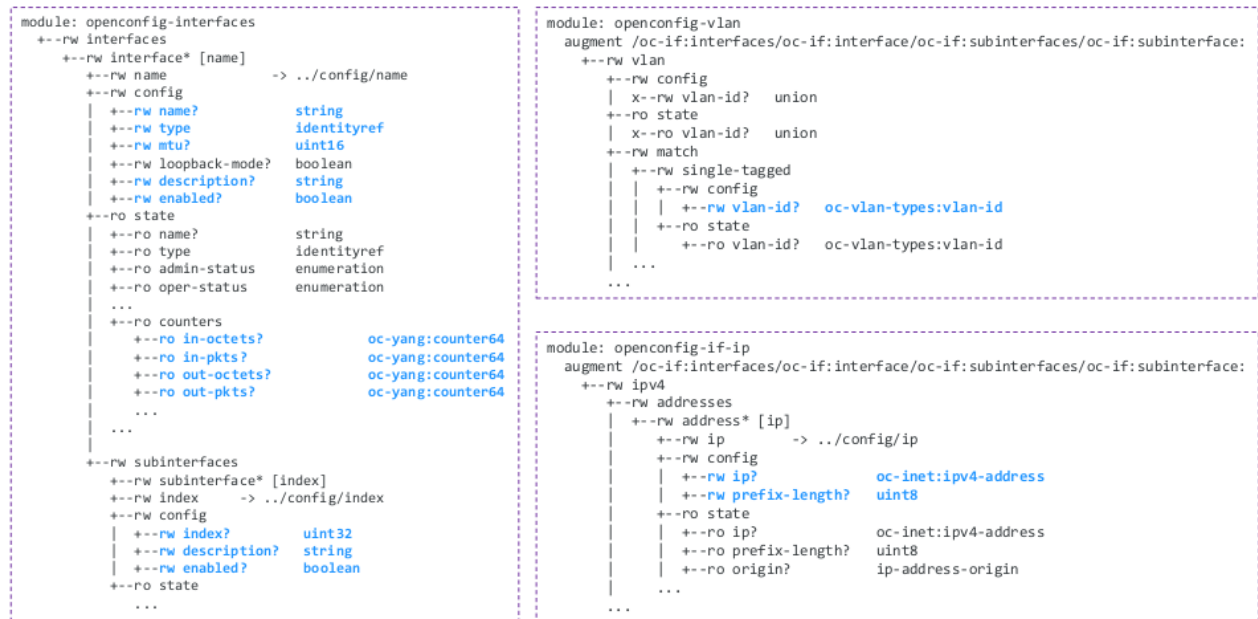 module: openconfig-interfaces
+--rw interfaces
+--rw interface* [name]
+--rw name -> ../config/name
+--rw config
| +--rw name? string
| +--rw type identityref
| +--rw mtu? uint16
| +--rw loopback-mode? boolean
| +--rw description? string
| +--rw enabled? boolean
+--ro state
| +--ro name? string
| +--ro type identityref
| +--ro admin-status enumeration
| +--ro oper-status enumeration
| ...
| +--ro counters
| +--ro in-octets? oc-yang:counter64
| +--ro in-pkts? oc-yang:counter64
| +--ro out-octets? oc-yang:counter64
| +--ro out-pkts? oc-yang:counter64
| ...
| ...
|
+--rw subinterfaces
+--rw subinterface* [index]
+--rw index -> ../config/index
+--rw config
| +--rw index? uint32
| +--rw description? string
| +--rw enabled? boolean
+--ro state
...
module: openconfig-vlan
augment /oc-if:interfaces/oc-if:interface/oc-if:subinterfaces/oc-if:subinterface:
+--rw vlan
+--rw config
| x--rw vlan-id? union
+--ro state
| x--ro vlan-id? union
+--rw match
| +--rw single-tagged
| | +--rw config
| | | +--rw vlan-id? oc-vlan-types:vlan-id
| | +--ro state
| | +--ro vlan-id? oc-vlan-types:vlan-id
| ...
...
module: openconfig-if-ip
augment /oc-if:interfaces/oc-if:interface/oc-if:subinterfaces/oc-if:subinterface:
+--rw ipv4
+--rw addresses
| +--rw address* [ip]
| +--rw ip -> ../config/ip
| +--rw config
| | +--rw ip? oc-inet:ipv4-address
| | +--rw prefix-length? uint8
| +--ro state
| | +--ro ip? oc-inet:ipv4-address
| | +--ro prefix-length? uint8
| | +--ro origin? ip-address-origin
| ...
...